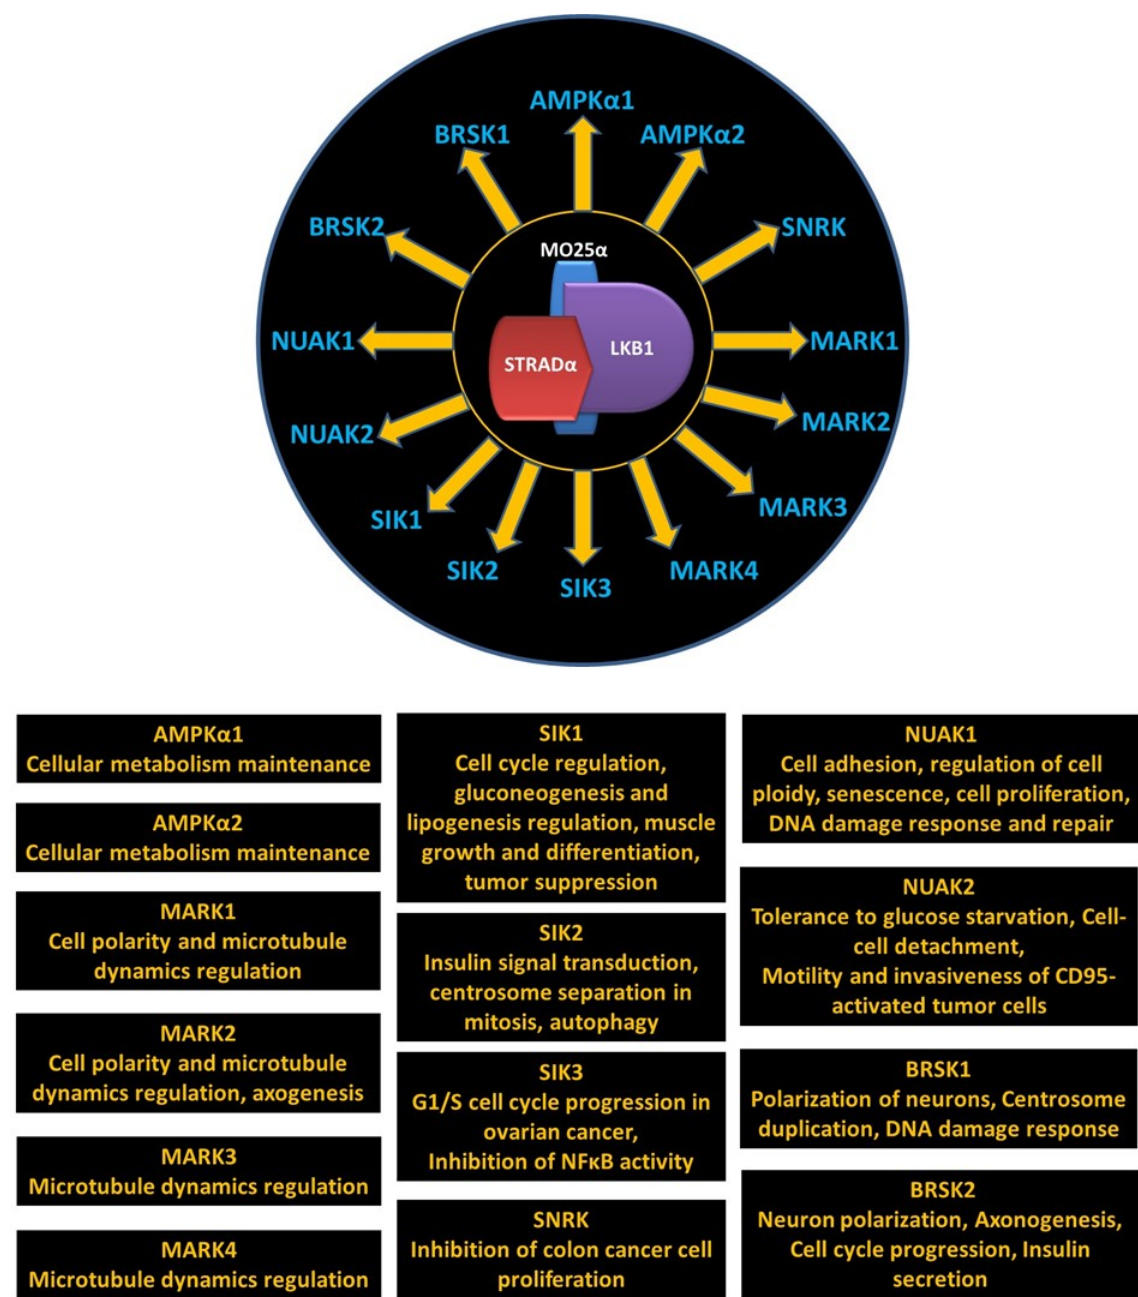 AMPKα1
BRSK1
AMPKα2
BRSK2
SNRK
MO25α
NUAK1
STRADα
LKB1
MARK1
NUAK2
MARK2
SIK1
MARK3
SIK2
SIK3
MARK4
AMPKα1
Cellular metabolism maintenance
AMPKα2
Cellular metabolism maintenance
MARK1
Cell polarity and microtubule
dynamics regulation
MARK2
Cell polarity and microtubule
dynamics regulation, axogenesis
MARK3
Microtubule dynamics regulation
MARK4
Microtubule dynamics regulation
SIK1
Cell cycle regulation,
gluconeogenesis and
lipogenesis regulation, muscle
growth and differentiation,
tumor suppression
SIK2
Insulin signal transduction,
centrosome separation in
mitosis, autophagy
SIK3
G1/S cell cycle progression in
ovarian cancer,
Inhibition of NFκB activity
SNRK
Inhibition of colon cancer cell
proliferation
NUAK1
Cell adhesion, regulation of cell
ploidy, senescence, cell proliferation,
DNA damage response and repair
NUAK2
Tolerance to glucose starvation, Cell-
cell detachment,
Motility and invasiveness of CD95-
activated tumor cells
BRSK1
Polarization of neurons, Centrosome
duplication, DNA damage response
BRSK2
Neuron polarization, Axonogenesis,
Cell cycle progression, Insulin
secretion